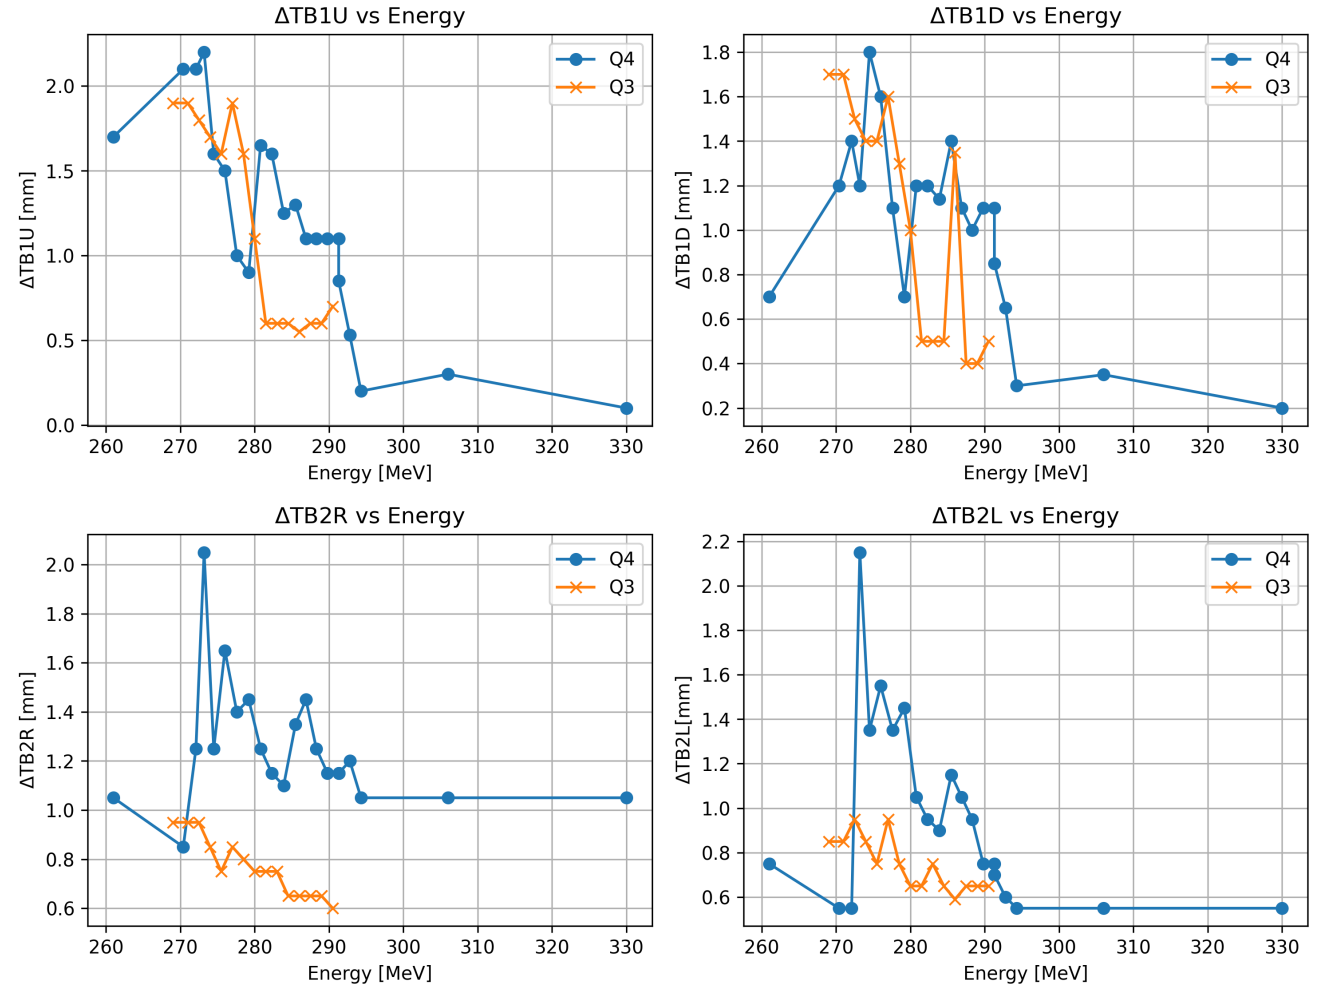 ΔTB1U vs Energy
ΔTB1U [mm]
2.0
1.5
1.0
0.5
0.0
Q4
Q3
260 270 280 290 300 310 320 330
Energy [MeV]
ΔTB1D vs Energy
ΔTB1D [mm]
1.8
1.6
1.4
1.2
1.0
0.8
0.6
0.4
0.2
Q4
Q3
260 270 280 290 300 310 320 330
Energy [MeV]
ΔTB2R vs Energy
ΔTB2R [mm]
2.0
1.8
1.6
1.4
1.2
1.0
0.8
0.6
Q4
Q3
260 270 280 290 300 310 320 330
Energy [MeV]
ΔTB2L vs Energy
ΔTB2L[mm]
2.2
2.0
1.8
1.6
1.4
1.2
1.0
0.8
0.6
Q4
Q3
260 270 280 290 300 310 320 330
Energy [MeV]